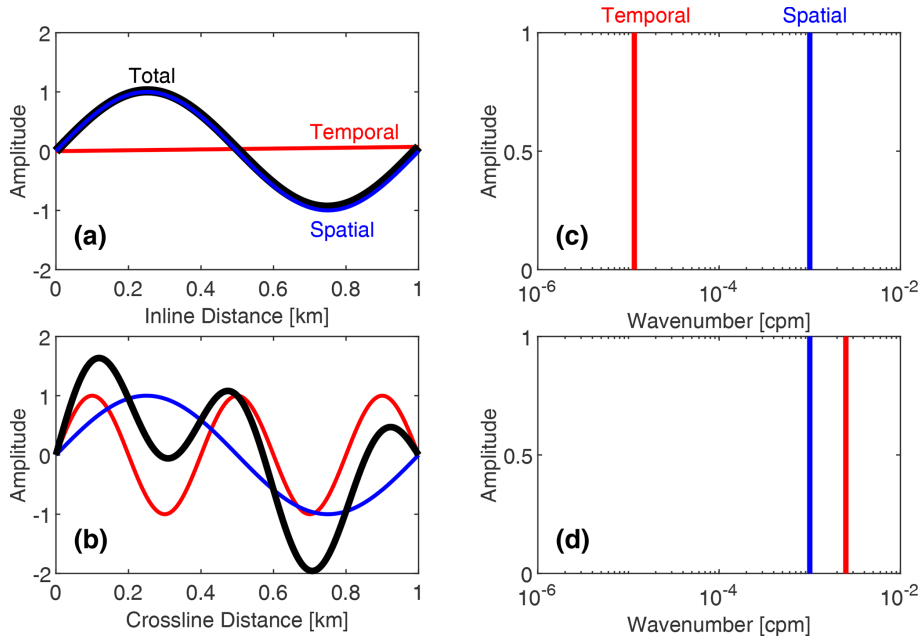 2
1
0
-1
-2
Amplitude
Total
Temporal
Spatial
(a)
0 0.2 0.4 0.6 0.8 1
Inline Distance [km]
Temporal Spatial
1
0.5
0
Amplitude
(c)
10-6 10-4 10-2
Wavenumber [cpm]
2
1
0
-1
-2
Amplitude
(b)
0 0.2 0.4 0.6 0.8 1
Crossline Distance [km]
1
0.5
0
Amplitude
(d)
10-6 10-4 10-2
Wavenumber [cpm]